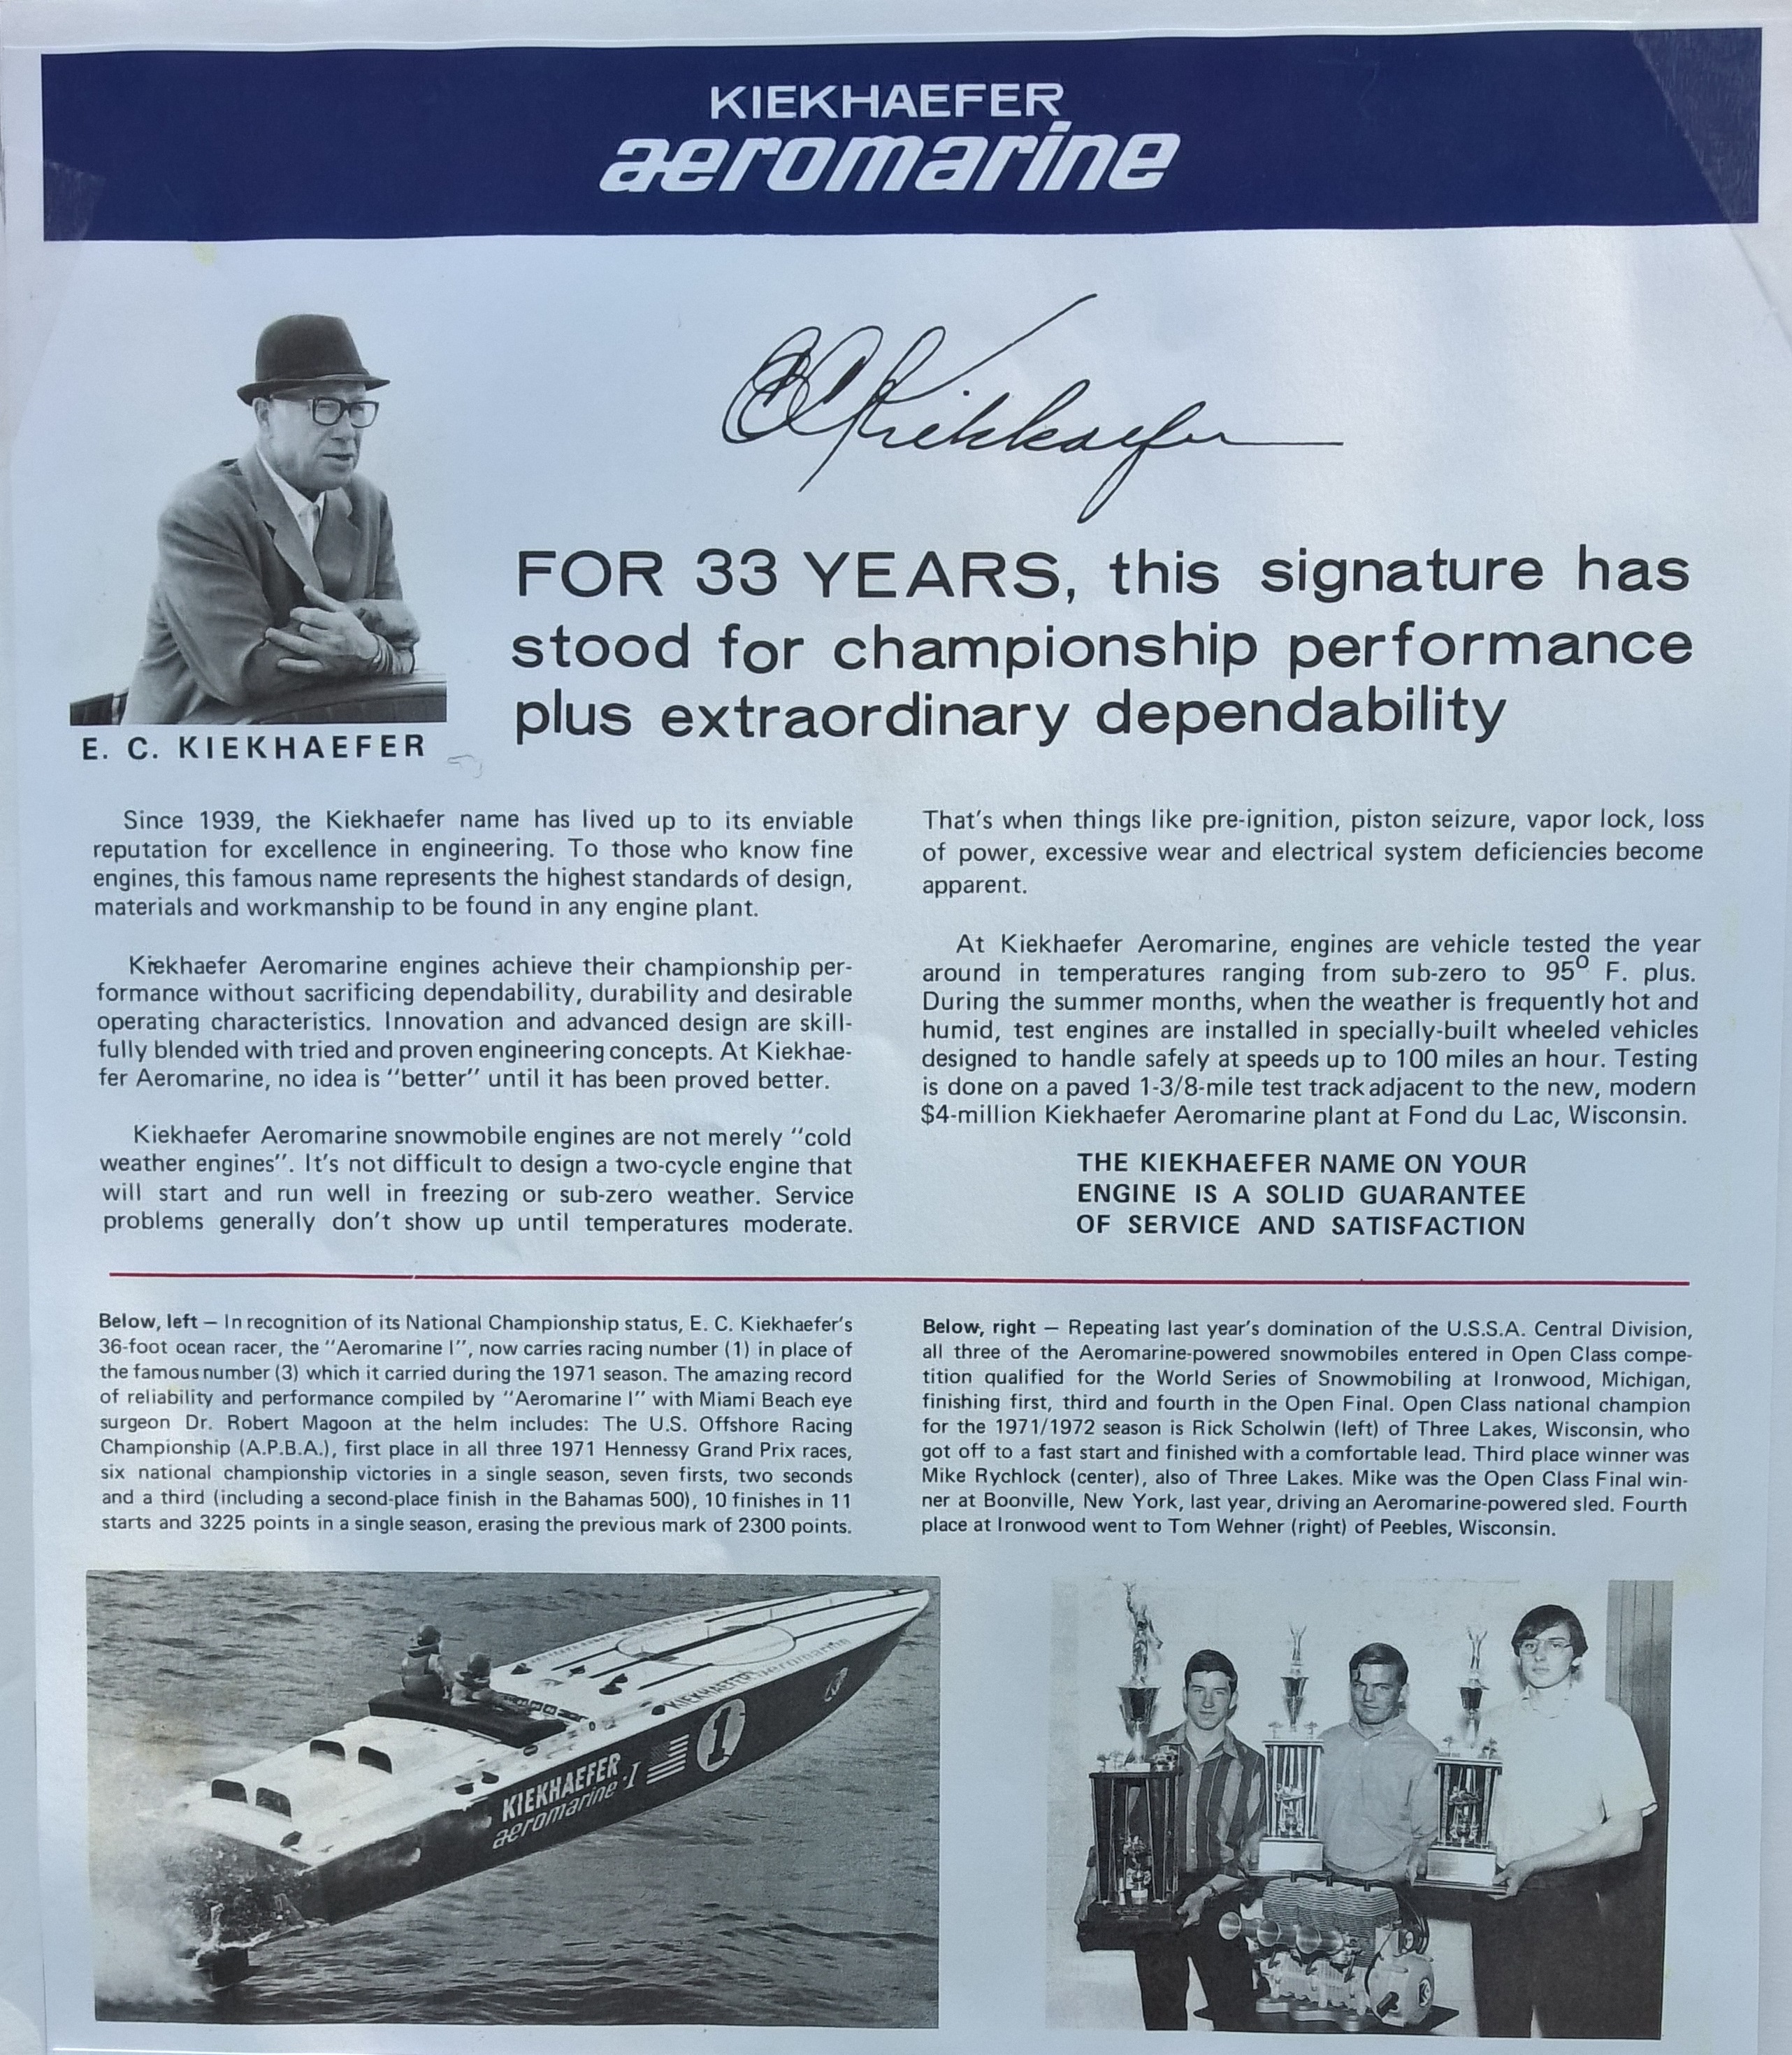 KIEKHAEFER
aeromarine
E C Kiekhaefer
FOR 33 YEARS, this signature has
stood for championship performance
plus extraordinary dependability
E. C. KIEKHAEFER
Since 1939, the Kiekhaefer name has lived up to its enviable
reputation for excellence in engineering. To those who know fine
engines, this famous name represents the highest standards of design,
materials and workmanship to be found in any engine plant.
Kiekhaefer Aeromarine engines achieve their championship per-
formance without sacrificing dependability, durability and desirable
operating characteristics. Innovation and advanced design are skill-
fully blended with tried and proven engineering concepts. At Kiekhae-
fer Aeromarine, no idea is "better" until it has been proved better.
Kiekhaefer Aeromarine snowmobile engines are not merely "cold
weather engines". It's not difficult to design a two-cycle engine that
will start and run well in freezing or sub-zero weather. Service
problems generally don't show up until temperatures moderate.
That's when things like pre-ignition, piston seizure, vapor lock, loss
of power, excessive wear and electrical system deficiencies become
apparent.
At Kiekhaefer Aeromarine, engines are vehicle tested the year
around in temperatures ranging from sub-zero to 95° F. plus.
During the summer months, when the weather is frequently hot and
humid, test engines are installed in specially-built wheeled vehicles
designed to handle safely at speeds up to 100 miles an hour. Testing
is done on a paved 1-3/8-mile test track adjacent to the new, modern
$4-million Kiekhaefer Aeromarine plant at Fond du Lac, Wisconsin.
THE KIEKHAEFER NAME ON YOUR
ENGINE IS A SOLID GUARANTEE
OF SERVICE AND SATISFACTION
Below, left — In recognition of its National Championship status, E. C. Kiekhaefer's
36-foot ocean racer, the "Aeromarine I", now carries racing number (1) in place of
the famous number (3) which it carried during the 1971 season. The amazing record
of reliability and performance compiled by "Aeromarine I" with Miami Beach eye
surgeon Dr. Robert Magoon at the helm includes: The U.S. Offshore Racing
Championship (A.P.B.A.), first place in all three 1971 Hennessy Grand Prix races,
six national championship victories in a single season, seven firsts, two seconds
and a third (including a second-place finish in the Bahamas 500), 10 finishes in 11
starts and 3225 points in a single season, erasing the previous mark of 2300 points.
Below, right — Repeating last year's domination of the U.S.S.A. Central Division,
all three of the Aeromarine-powered snowmobiles entered in Open Class compe-
tition qualified for the World Series of Snowmobiling at Ironwood, Michigan,
finishing first, third and fourth in the Open Final. Open Class national champion
for the 1971/1972 season is Rick Scholwin (left) of Three Lakes, Wisconsin, who
got off to a fast start and finished with a comfortable lead. Third place winner was
Mike Rychlock (center), also of Three Lakes. Mike was the Open Class Final win-
ner at Boonville, New York, last year, driving an Aeromarine-powered sled. Fourth
place at Ironwood went to Tom Wehner (right) of Peebles, Wisconsin.
KIEKHAEFER aeromarine
1
KIEKHAEFER
aeromarine I